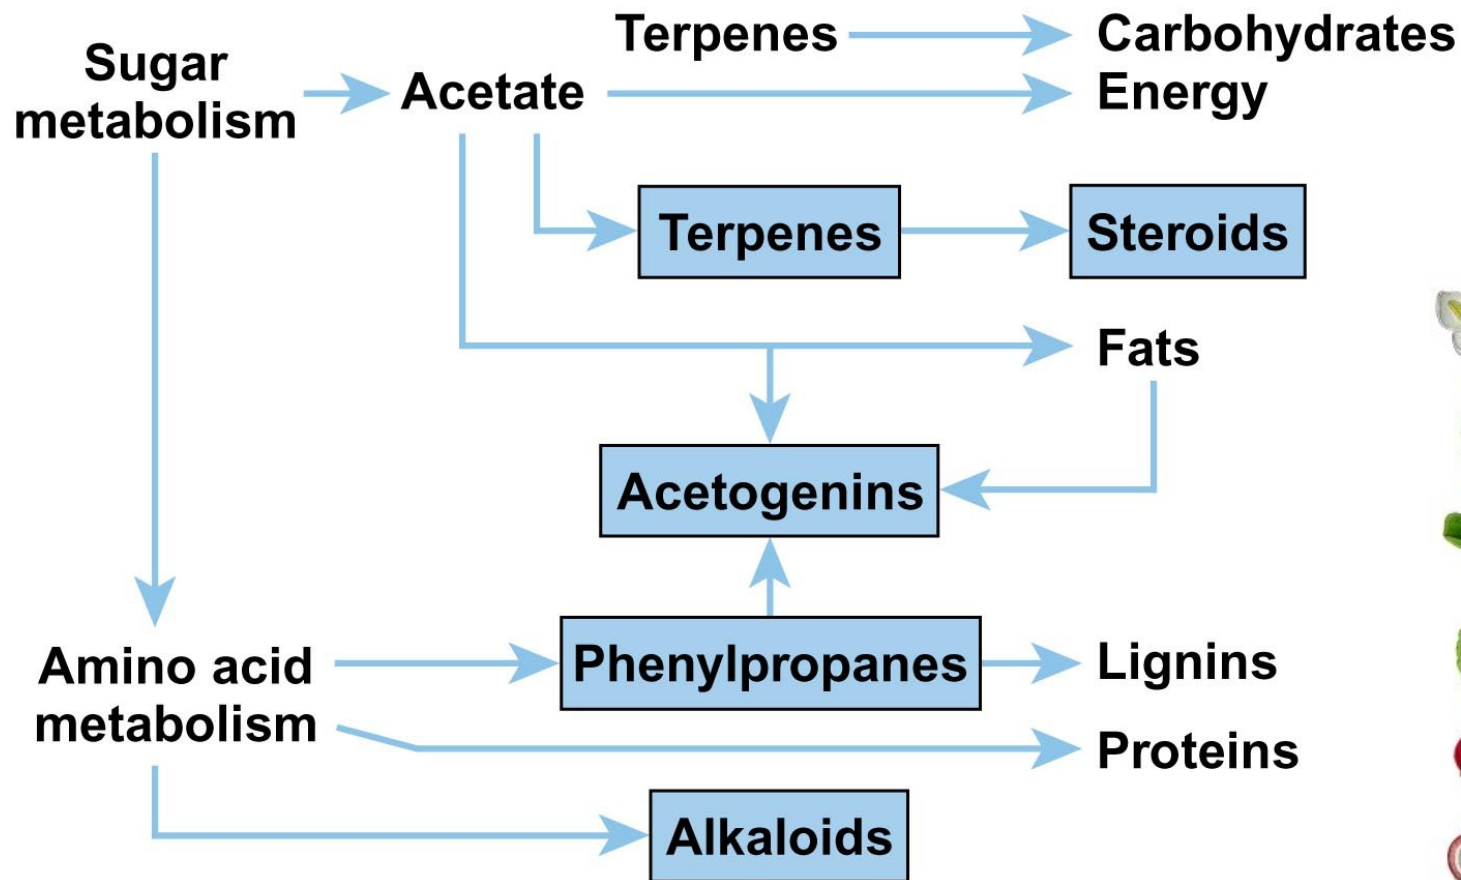 Terpenes
Carbohydrates
Sugar
metabolism
Acetate
Energy
Terpenes
Steroids
Fats
Acetogenins
Amino acid
metabolism
Phenylpropanes
Lignins
Proteins
Alkaloids